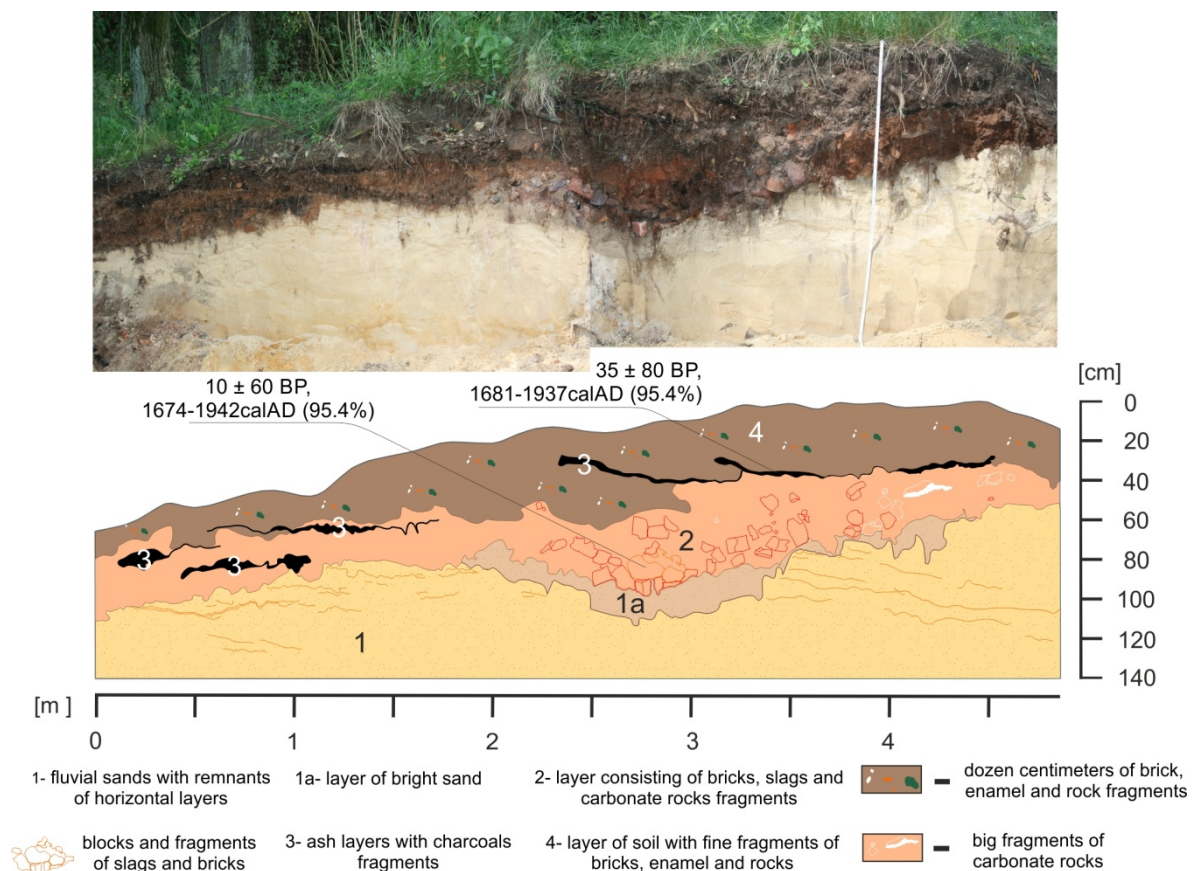 10 ± 60 BP,
1674-1942calAD (95.4%)
35 ± 80 BP,
1681-1937calAD (95.4%)
[cm]
0
20
40
60
80
100
120
140
4
3
3
3
3
2
1a
1
[m ]
0
1
2
3
4
1- fluvial sands with remnants
of horizontal layers
1a- layer of bright sand
2- layer consisting of bricks, slags and
carbonate rocks fragments
dozen centimeters of brick,
enamel and rock fragments
blocks and fragments
of slags and bricks
3- ash layers with charcoals
fragments
4- layer of soil with fine fragments of
bricks, enamel and rocks
big fragments of
carbonate rocks